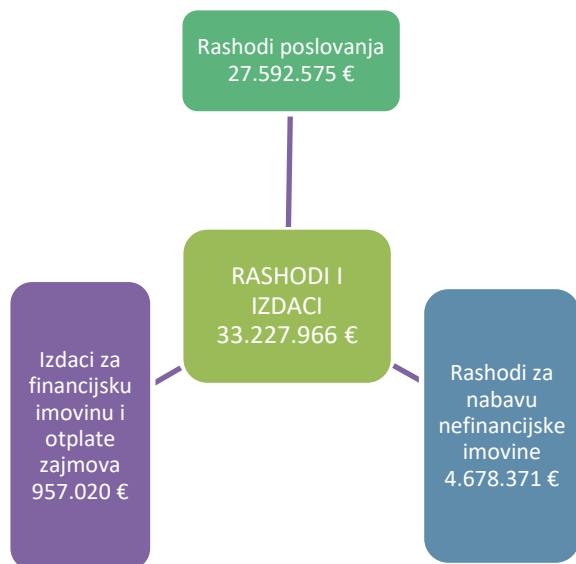 Rashodi poslovanja
27.592.575 €
RASHODI I
IZDACI
33.227.966 €
Izdaci za
financijsku
imovinu i
otplate
zajmova
957.020 €
Rashodi za
nabavu
nefinancijske
imovine
4.678.371 €